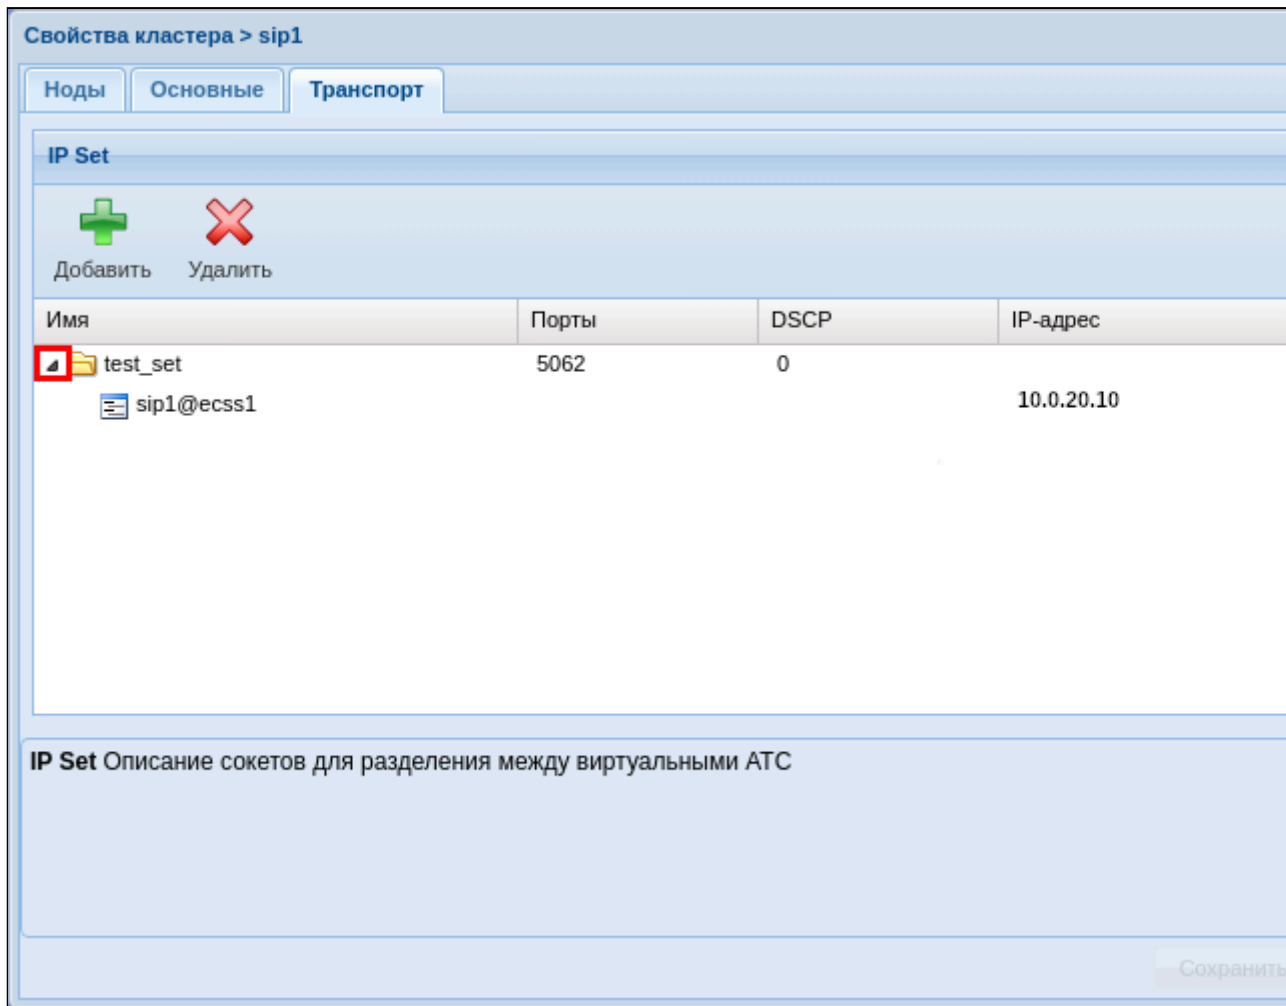 Свойства кластера > sip1
Ноды Основные Транспорт
IP Set
Добавить Удалить
Имя Порты DSCP IP-адрес
test_set 5062 0
sip1@ecss1 10.0.20.10
IP Set Описание сокетов для разделения между виртуальными АТС
Сохранить